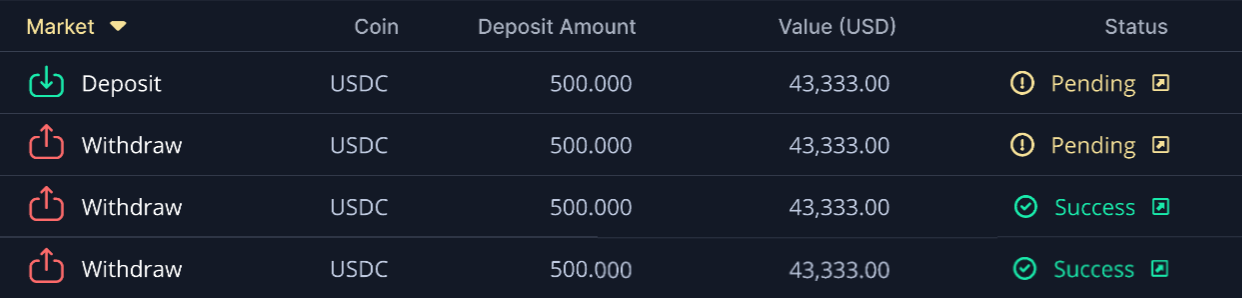 Market Coin Deposit Amount Value (USD) Status
Deposit USDC 500.000 43,333.00 Pending
Withdraw USDC 500.000 43,333.00 Pending
Withdraw USDC 500.000 43,333.00 Success
Withdraw USDC 500.000 43,333.00 Success